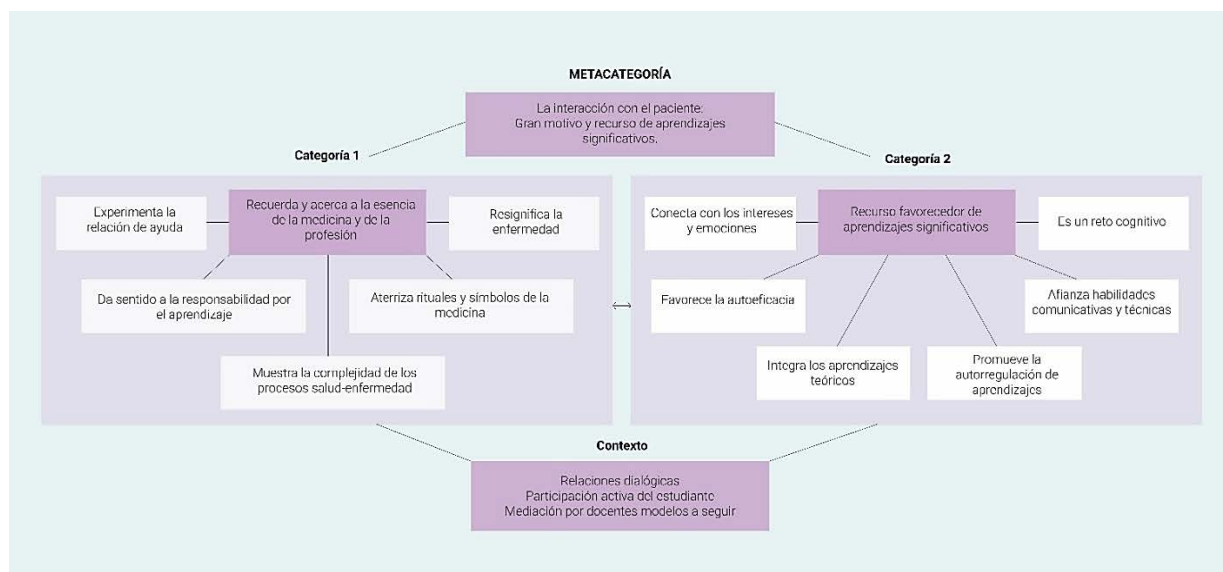 METACATEGORÍA
La interacción con el paciente:
Gran motivo y recurso de aprendizajes
significativos.
Categoría 1
Recuerda y acerca a la esencia
de la medicina y de la
profesión
Experimenta la
relación de ayuda
Resignifica la
enfermedad
Da sentido a la responsabilidad por
el aprendizaje
Aterriza rituales y símbolos de la
medicina
Muestra la complejidad de los
procesos salud-enfermedad
Categoría 2
Recurso favorecedor de
aprendizajes significativos
Conecta con los intereses
y emociones
Es un reto cognitivo
Favorece la autoeficacia
Afianza habilidades
comunicativas y técnicas
Integra los aprendizajes
teóricos
Promueve la
autorregulación de
aprendizajes
Contexto
Relaciones dialógicas
Participación activa del estudiante
Mediación por docentes modelos a seguir